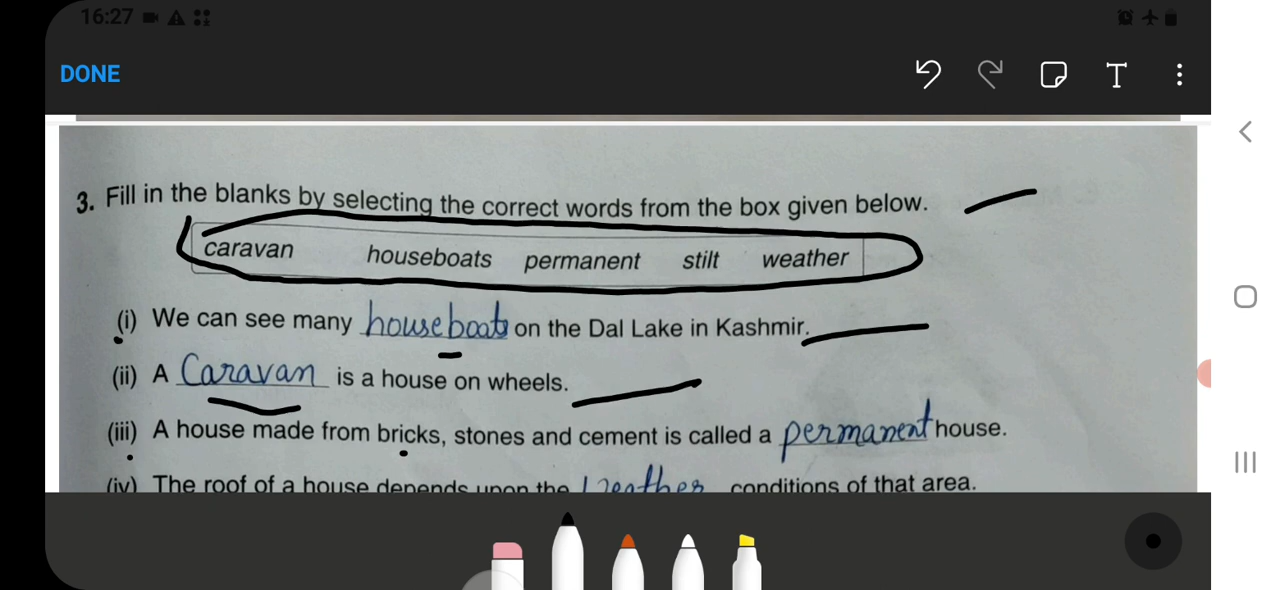 16:27
DONE
T
3. Fill in the blanks by selecting the correct words from the box given below.
caravan houseboats permanent stilt weather
(i) We can see many houseboats on the Dal Lake in Kashmir.
(ii) A Caravan is a house on wheels.
(iii) A house made from bricks, stones and cement is called a permanent house.
(iv) The roof of a house depends upon the weather conditions of that area.